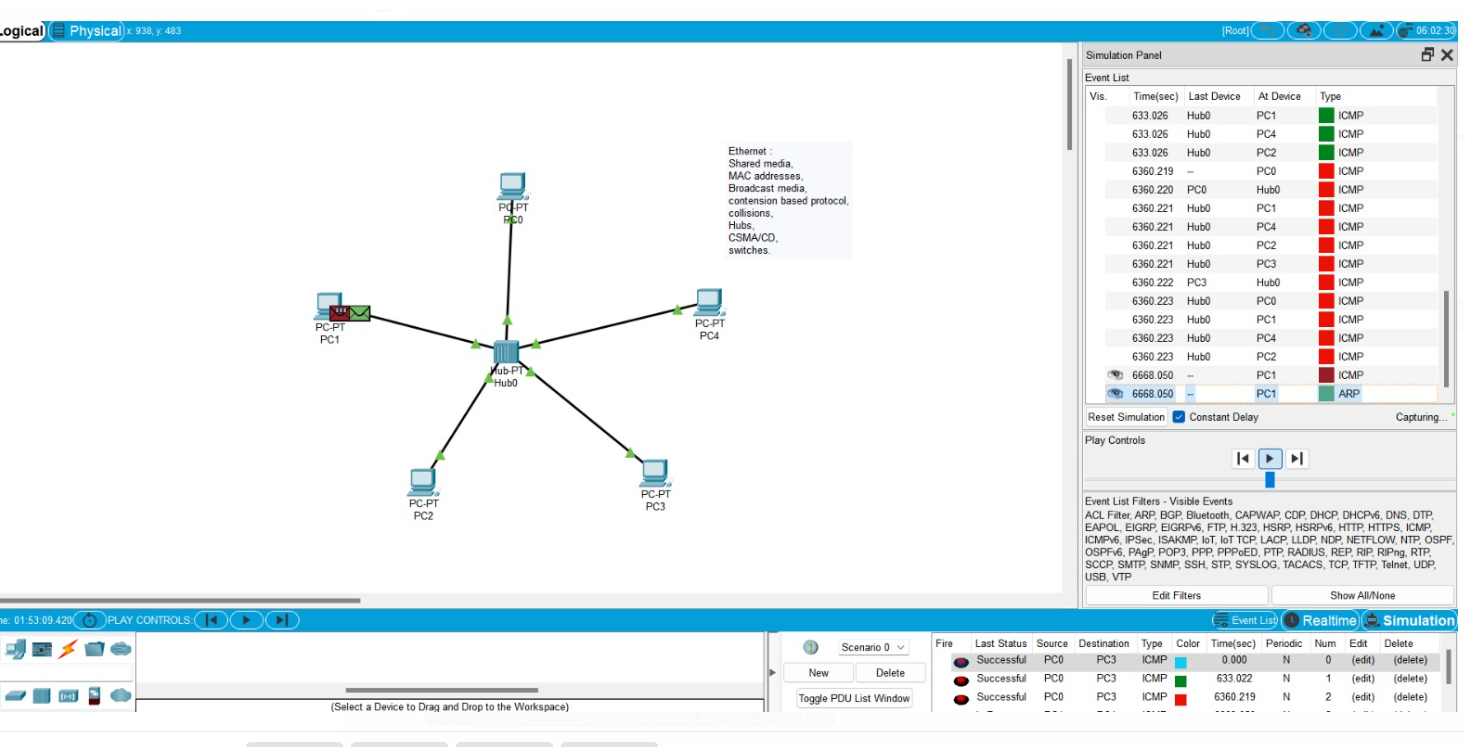 Logical Physical x: 938, y: 483 [Root] 06:02:30
Simulation Panel
Event List
Vis. Time(sec) Last Device At Device Type
633.026 Hub0 PC1 ICMP
633.026 Hub0 PC4 ICMP
633.026 Hub0 PC2 ICMP
6360.219 -- PC0 ICMP
6360.220 PC0 Hub0 ICMP
6360.221 Hub0 PC1 ICMP
6360.221 Hub0 PC4 ICMP
6360.221 Hub0 PC2 ICMP
6360.221 Hub0 PC3 ICMP
6360.222 PC3 Hub0 ICMP
6360.223 Hub0 PC0 ICMP
6360.223 Hub0 PC1 ICMP
6360.223 Hub0 PC4 ICMP
6360.223 Hub0 PC2 ICMP
6668.050 -- PC1 ICMP
6668.050 -- PC1 ARP
Reset Simulation Constant Delay Capturing...
Play Controls
Event List Filters - Visible Events
ACL Filter, ARP, BGP, Bluetooth, CAPWAP, CDP, DHCP, DHCPv6, DNS, DTP,
EAPOL, EIGRP, EIGRPv6, FTP, H.323, HSRP, HSRPv6, HTTP, HTTPS, ICMP,
ICMPv6, IPSec, ISAKMP, IoT, IoT TCP, LACP, LLDP, NDP, NETFLOW, NTP, OSPF,
OSPFv6, PAgP, POP3, PPP, PPPoED, PTP, RADIUS, REP, RIP, RIPng, RTP,
SCCP, SMTP, SNMP, SSH, STP, SYSLOG, TACACS, TCP, TFTP, Telnet, UDP,
USB, VTP
Edit Filters Show All/None
Ethernet :
Shared media,
MAC addresses,
Broadcast media,
contension based protocol,
collisions,
Hubs,
CSMA/CD,
switches.
PC-PT
PC0
PC-PT
PC1
PC-PT
PC4
Hub-PT
Hub0
PC-PT
PC2
PC-PT
PC3
me: 01:53:09.420 PLAY CONTROLS: Event List Realtime Simulation
Scenario 0
New Delete
Toggle PDU List Window
(Select a Device to Drag and Drop to the Workspace)
Fire Last Status Source Destination Type Color Time(sec) Periodic Num Edit Delete
Successful PC0 PC3 ICMP 0.000 N 0 (edit) (delete)
Successful PC0 PC3 ICMP 633.022 N 1 (edit) (delete)
Successful PC0 PC3 ICMP 6360.219 N 2 (edit) (delete)